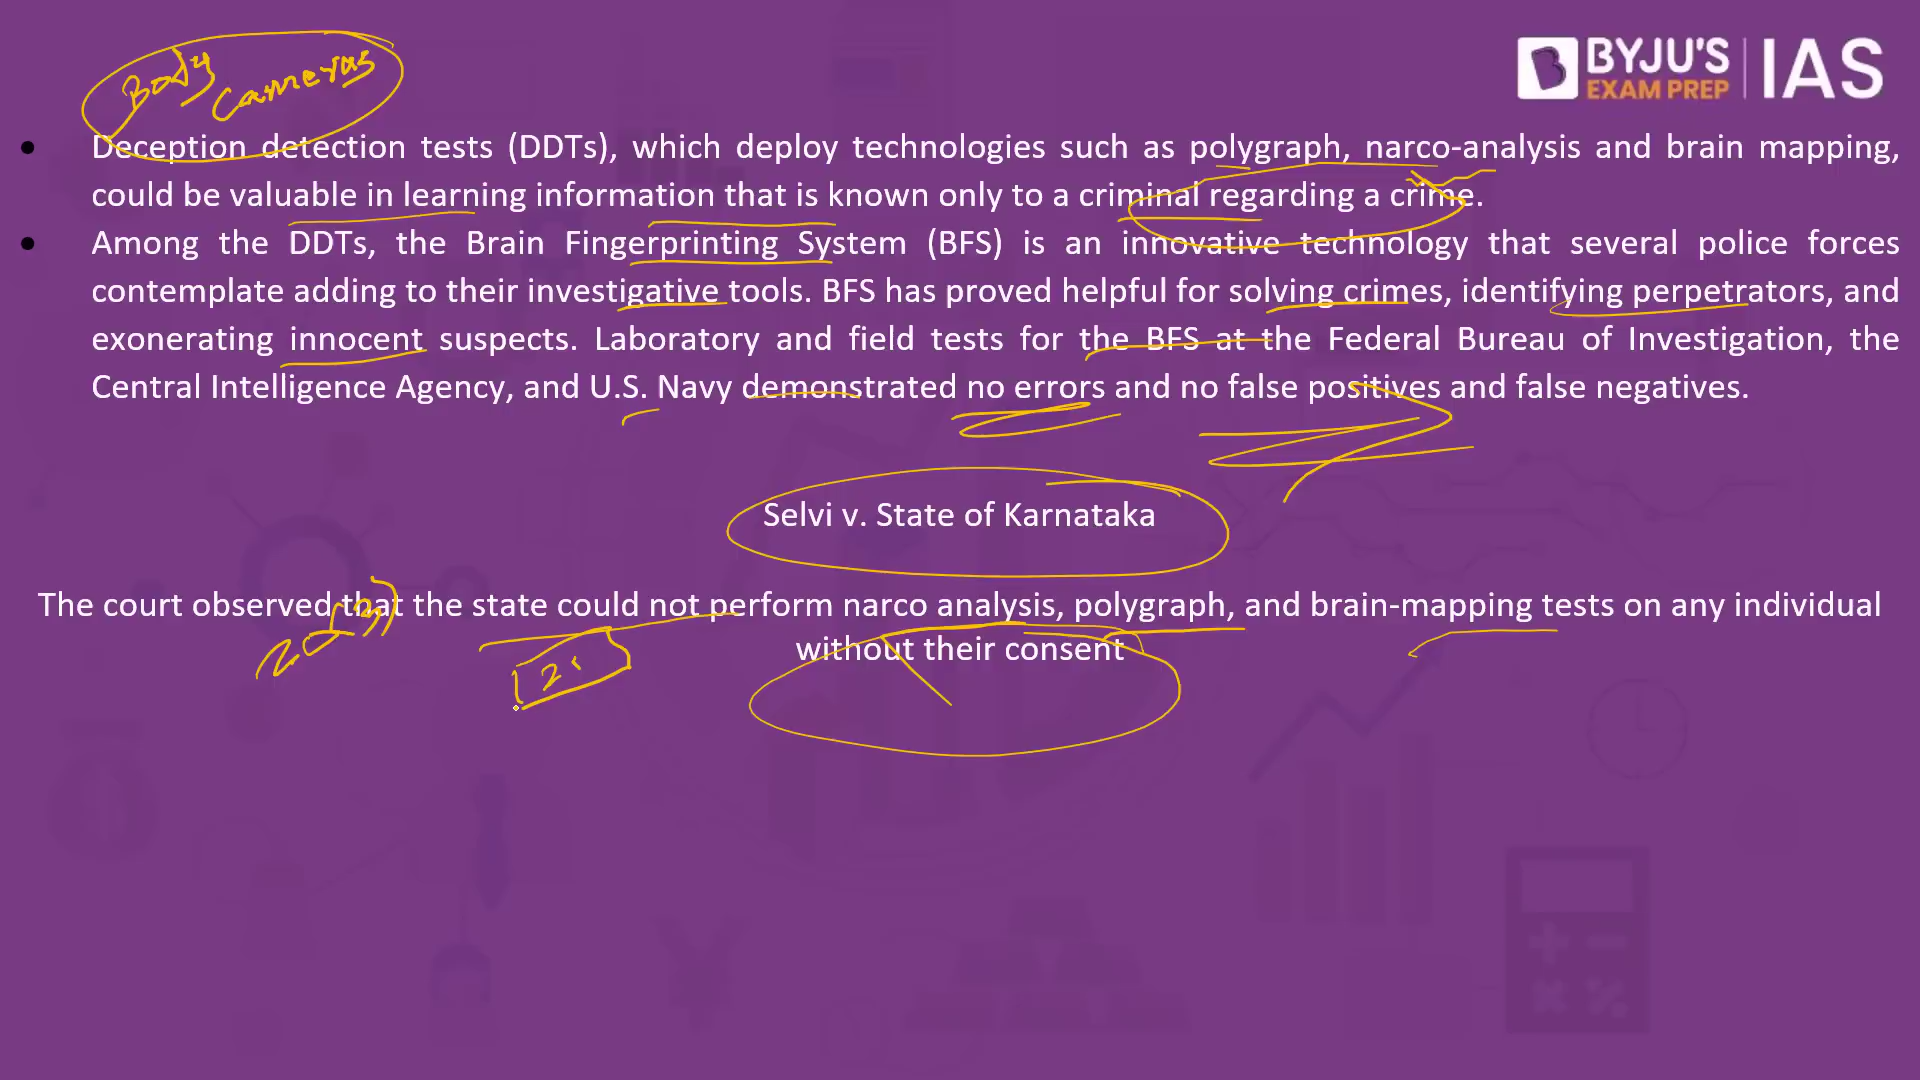 Body
cameras
BYJU'S
EXAM PREP
IAS
• Deception detection tests (DDTs), which deploy technologies such as polygraph, narco-analysis and brain mapping,
could be valuable in learning information that is known only to a criminal regarding a crime.
• Among the DDTs, the Brain Fingerprinting System (BFS) is an innovative technology that several police forces
contemplate adding to their investigative tools. BFS has proved helpful for solving crimes, identifying perpetrators, and
exonerating innocent suspects. Laboratory and field tests for the BFS at the Federal Bureau of Investigation, the
Central Intelligence Agency, and U.S. Navy demonstrated no errors and no false positives and false negatives.
Selvi v. State of Karnataka
The court observed that the state could not perform narco analysis, polygraph, and brain-mapping tests on any individual
without their consent
20(3)